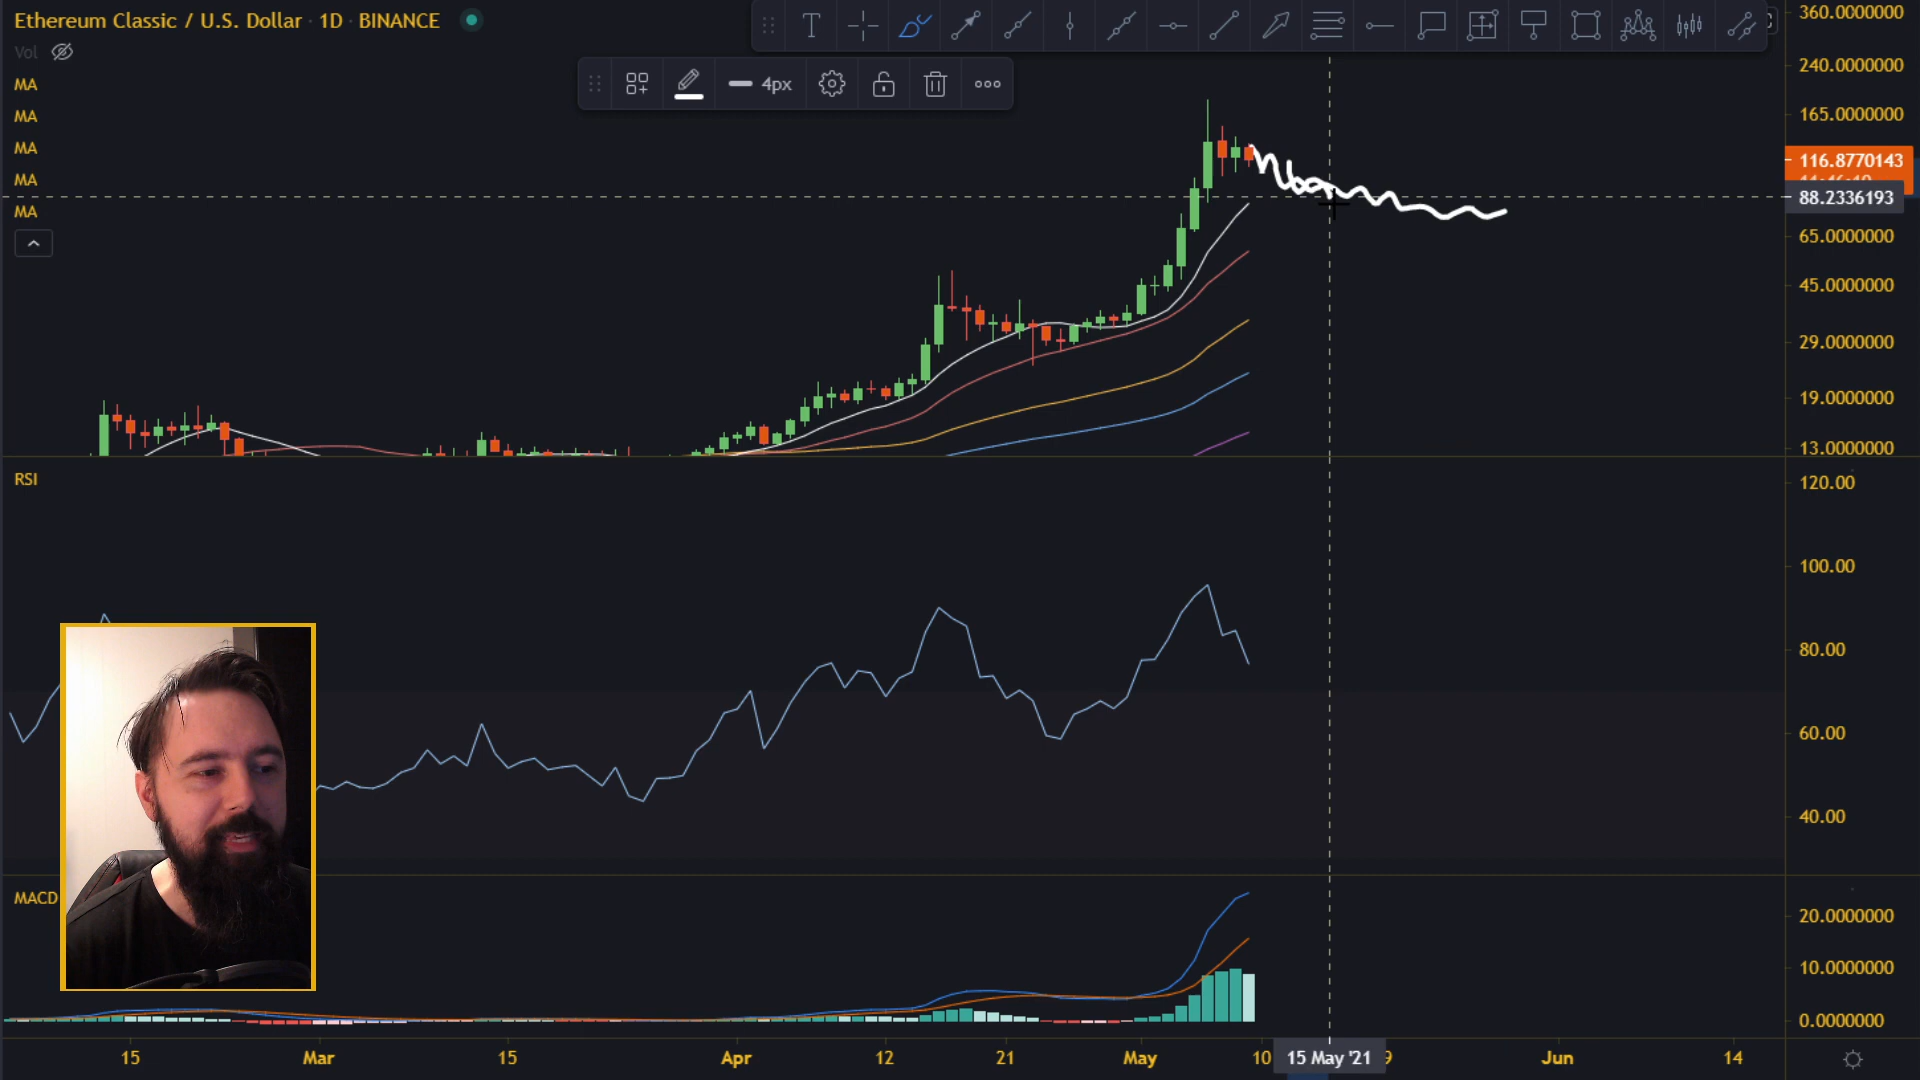 Ethereum Classic / U.S. Dollar · 1D · BINANCE
T
360.0000000
Vol
240.0000000
MA
4px
MA
165.0000000
MA
116.8770143
MA
88.2336193
MA
65.0000000
45.0000000
29.0000000
19.0000000
13.0000000
RSI
120.00
100.00
80.00
60.00
40.00
MACD
20.0000000
10.0000000
0.0000000
15 Mar 15 Apr 12 21 May 10 15 May '21 9 Jun 14